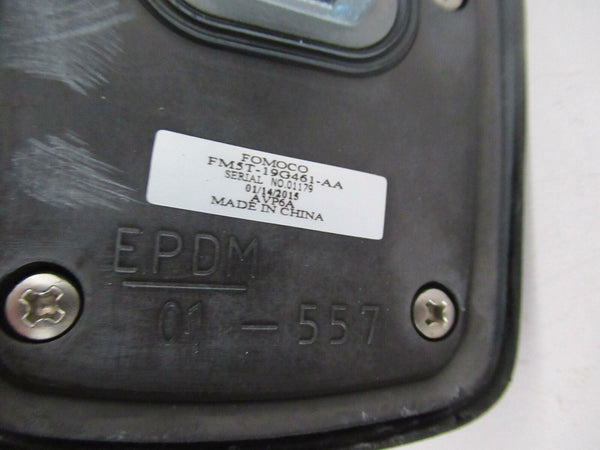 FOMOCO
FM5T-19G461-AA
SERIAL NO.01179
01/14/2015
AVP6A
MADE IN CHINA
EPDM
01 — 557